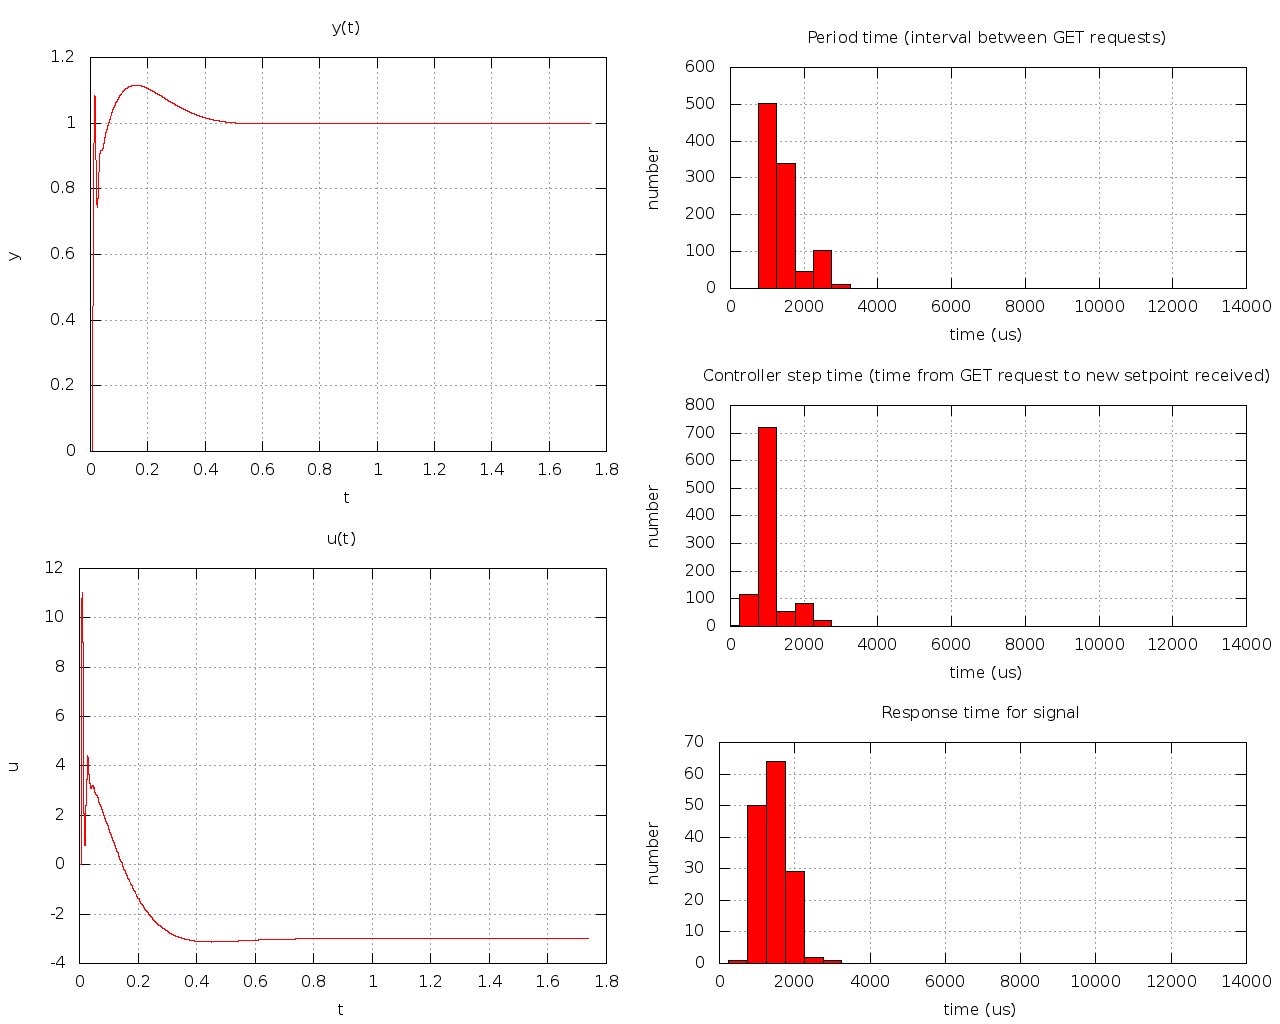 y(t)
1.2
1
0.8
0.6
0.4
0.2
0
y
0 0.2 0.4 0.6 0.8 1 1.2 1.4 1.6 1.8
t
u(t)
12
10
8
6
4
2
0
-2
-4
u
0 0.2 0.4 0.6 0.8 1 1.2 1.4 1.6 1.8
t
Period time (interval between GET requests)
600
500
400
300
200
100
0
number
0 2000 4000 6000 8000 10000 12000 14000
time (us)
Controller step time (time from GET request to new setpoint received)
800
700
600
500
400
300
200
100
0
number
0 2000 4000 6000 8000 10000 12000 14000
time (us)
Response time for signal
70
60
50
40
30
20
10
0
number
0 2000 4000 6000 8000 10000 12000 14000
time (us)